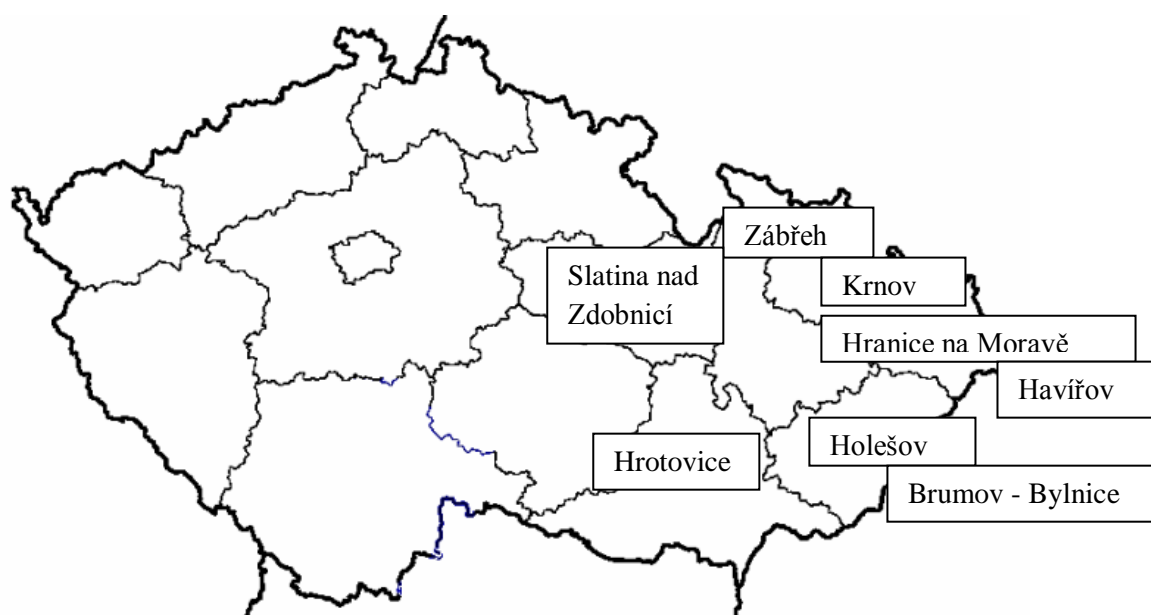 Zábřeh
Slatina nad
Zdobnicí
Krnov
Hranice na Moravě
Havířov
Holešov
Hrotovice
Brumov - Bylnice